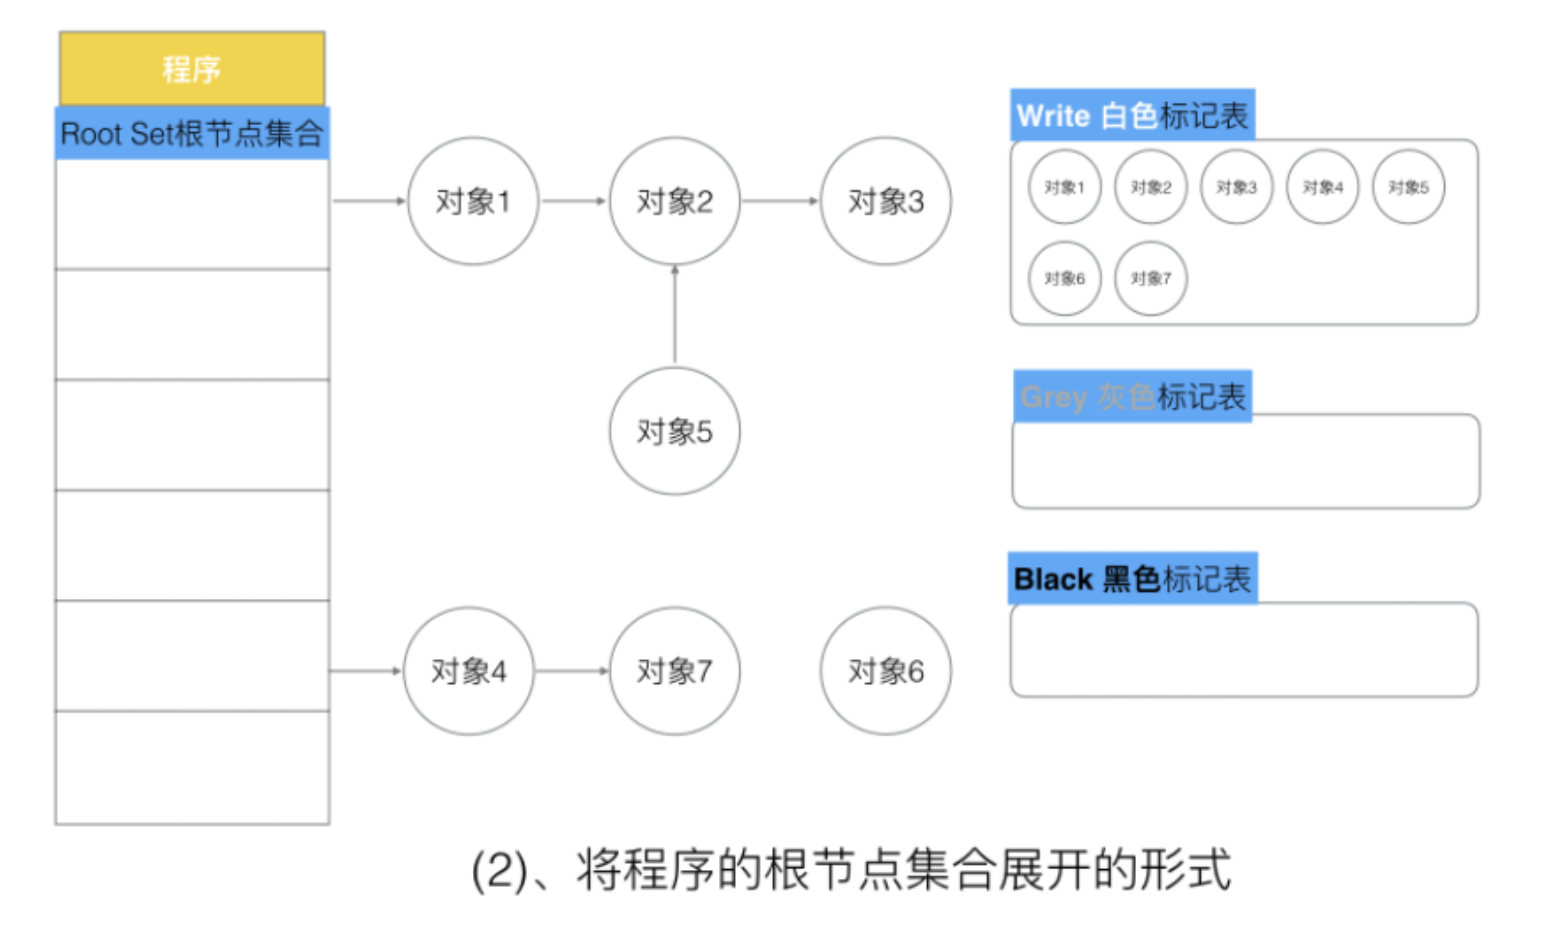 程序
Root Set根节点集合
对象1
对象2
对象3
对象5
对象4
对象7
对象6
Write 白色标记表
对象1
对象2
对象3
对象4
对象5
对象6
对象7
Grey 灰色标记表
Black 黑色标记表
(2)、将程序的根节点集合展开的形式